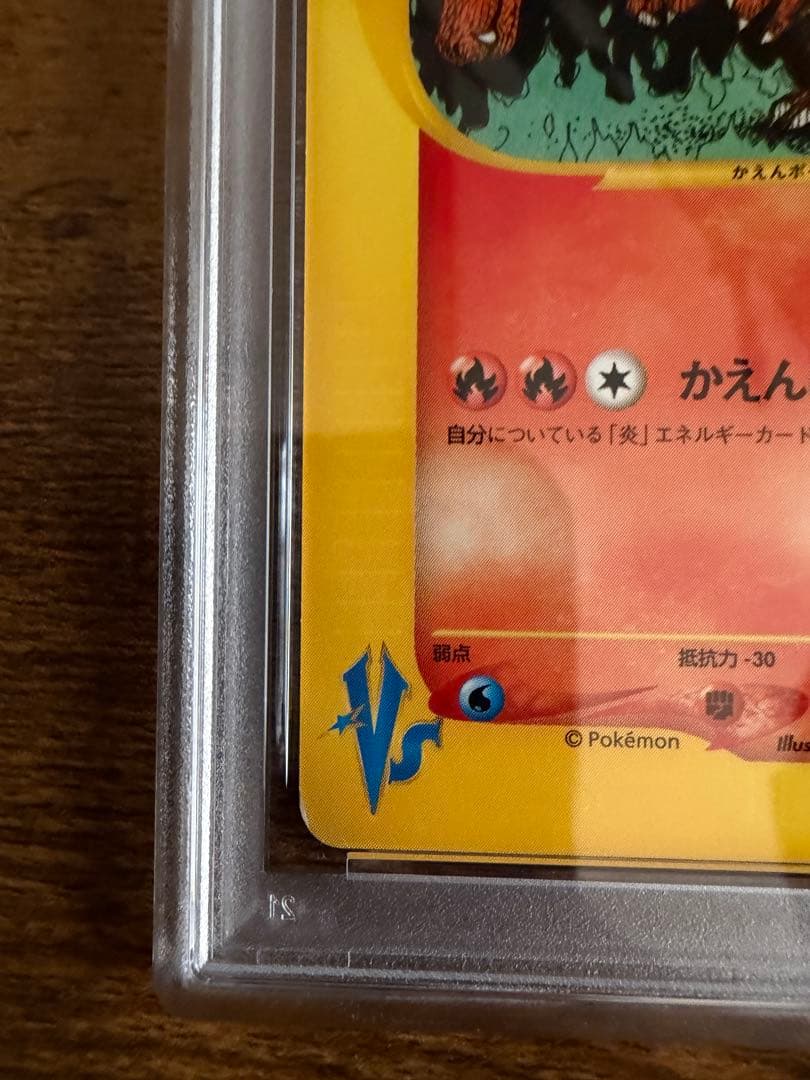 かえんポ
かえん
自分についている「炎」エネルギーカード
弱点
抵抗力 -30
© Pokémon
Illus
VS
21